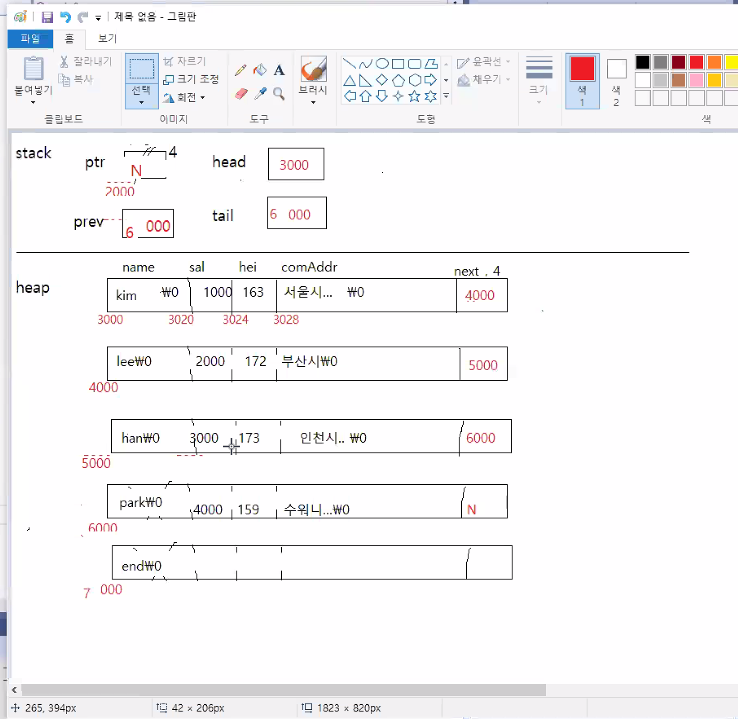 제목 없음 - 그림판
파일 홈 보기
붙여넣기 잘라내기 복사
선택 자르기 크기 조정 회전
A
브러시
윤곽선 채우기
크기
색 1 색 2
클립보드 이미지 도구 도형 색
stack ptr N 4 head 3000
2000
prev 6 000 tail 6 000
name sal hei comAddr next , 4
heap kim ₩0 1000 163 서울시... ₩0 4000
3000 3020 3024 3028
lee₩0 2000 172 부산시₩0 5000
4000
han₩0 3000 173 인천시.. ₩0 6000
5000
park₩0 4000 159 수워니...₩0 N
6000
end₩0
7 000
265, 394px 42 × 206px 1823 × 820px